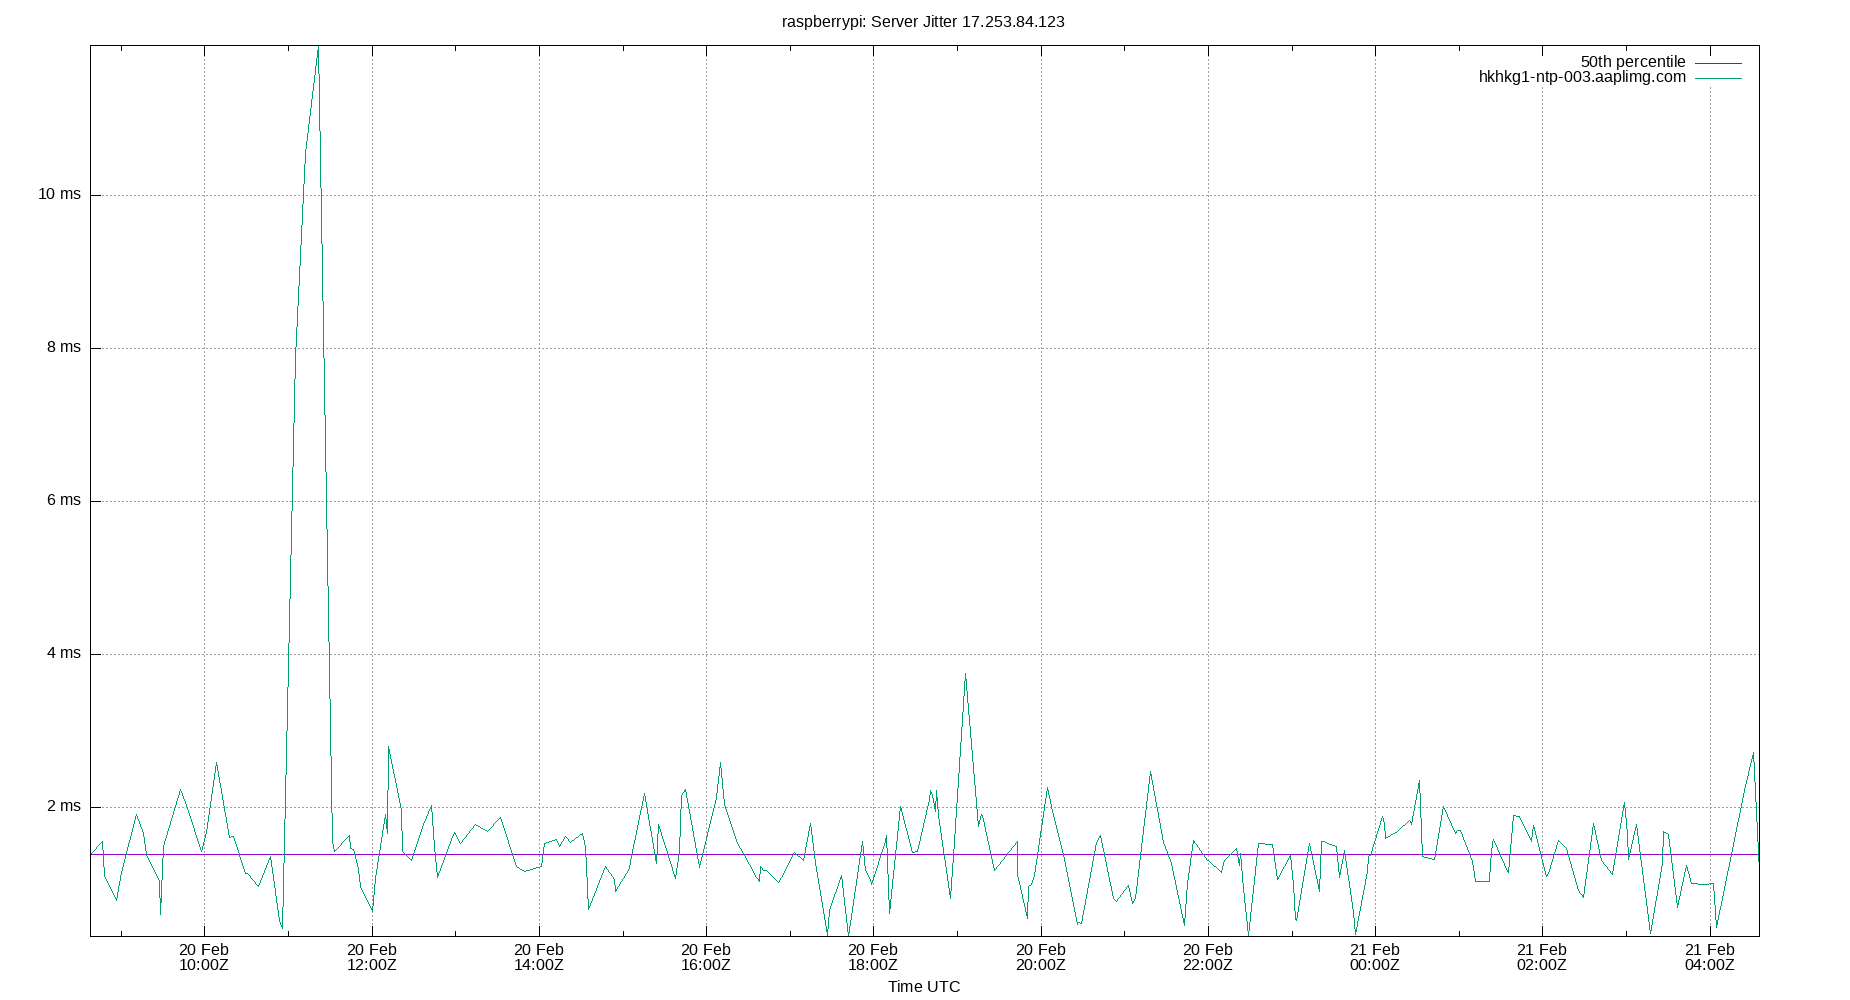 raspberrypi: Server Jitter 17.253.84.123
50th percentile
hkhkg1-ntp-003.aaplimg.com
10 ms
8 ms
6 ms
4 ms
2 ms
20 Feb 20 Feb 20 Feb 20 Feb 20 Feb 20 Feb 20 Feb 21 Feb 21 Feb 21 Feb
10:00Z 12:00Z 14:00Z 16:00Z 18:00Z 20:00Z 22:00Z 00:00Z 02:00Z 04:00Z
Time UTC